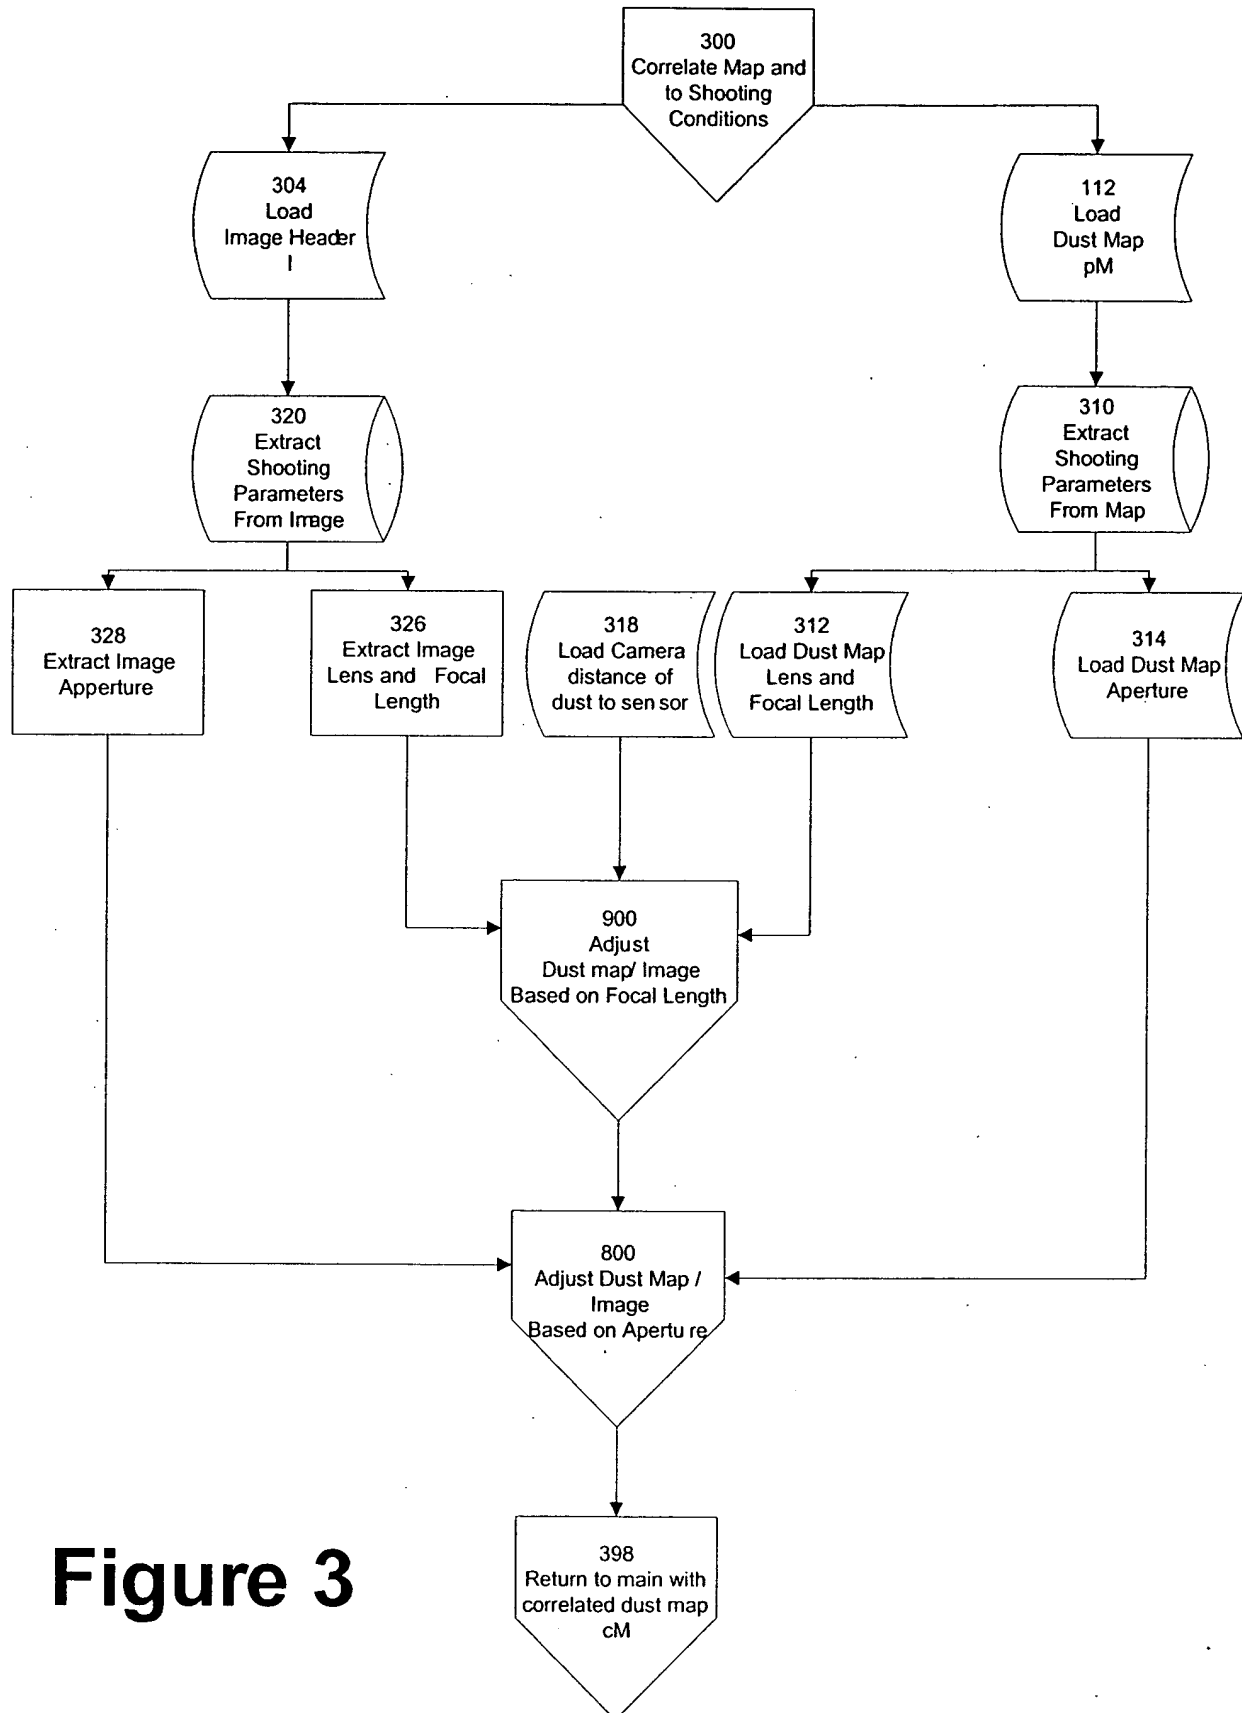 300
Correlate Map and
to Shooting
Conditions
304
Load
Image Header
I
112
Load
Dust Map
pM
320
Extract
Shooting
Parameters
From Image
310
Extract
Shooting
Parameters
From Map
328
Extract Image
Apperture
326
Extract Image
Lens and Focal
Length
318
Load Camera
distance of
dust to sensor
312
Load Dust Map
Lens and
Focal Length
314
Load Dust Map
Aperture
900
Adjust
Dust map/ Image
Based on Focal Length
800
Adjust Dust Map /
Image
Based on Aperture
398
Return to main with
correlated dust map
cM
Figure 3